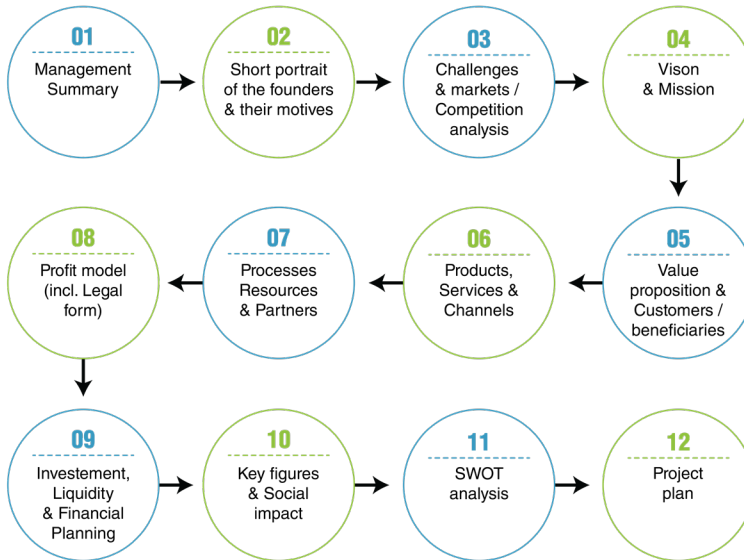 01
Management
Summary
02
Short portrait
of the founders
& their motives
03
Challenges
& markets /
Competition
analysis
04
Vison
& Mission
05
Value
proposition &
Customers /
beneficiaries
06
Products,
Services &
Channels
07
Processes
Resources
& Partners
08
Profit model
(incl. Legal
form)
09
Investement,
Liquidity
& Financial
Planning
10
Key figures
& Social
impact
11
SWOT
analysis
12
Project
plan